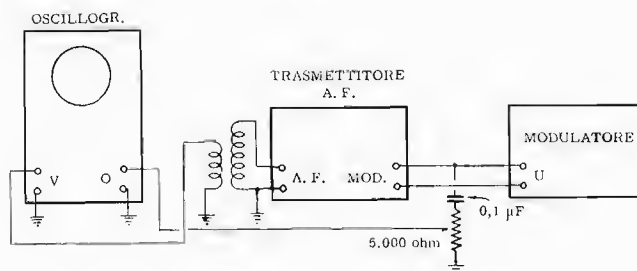 OSCILLOGR.
TRASMETTITORE
A. F.
MODULATORE
V
O
A. F.
MOD.
U
0,1 µF
5.000 ohm